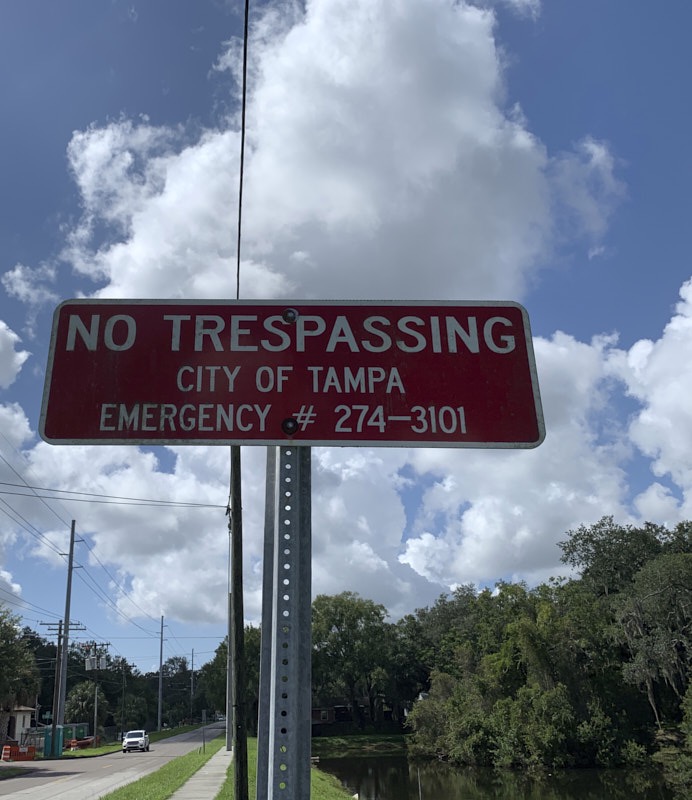 NO TRESPASSING
CITY OF TAMPA
EMERGENCY # 274-3101